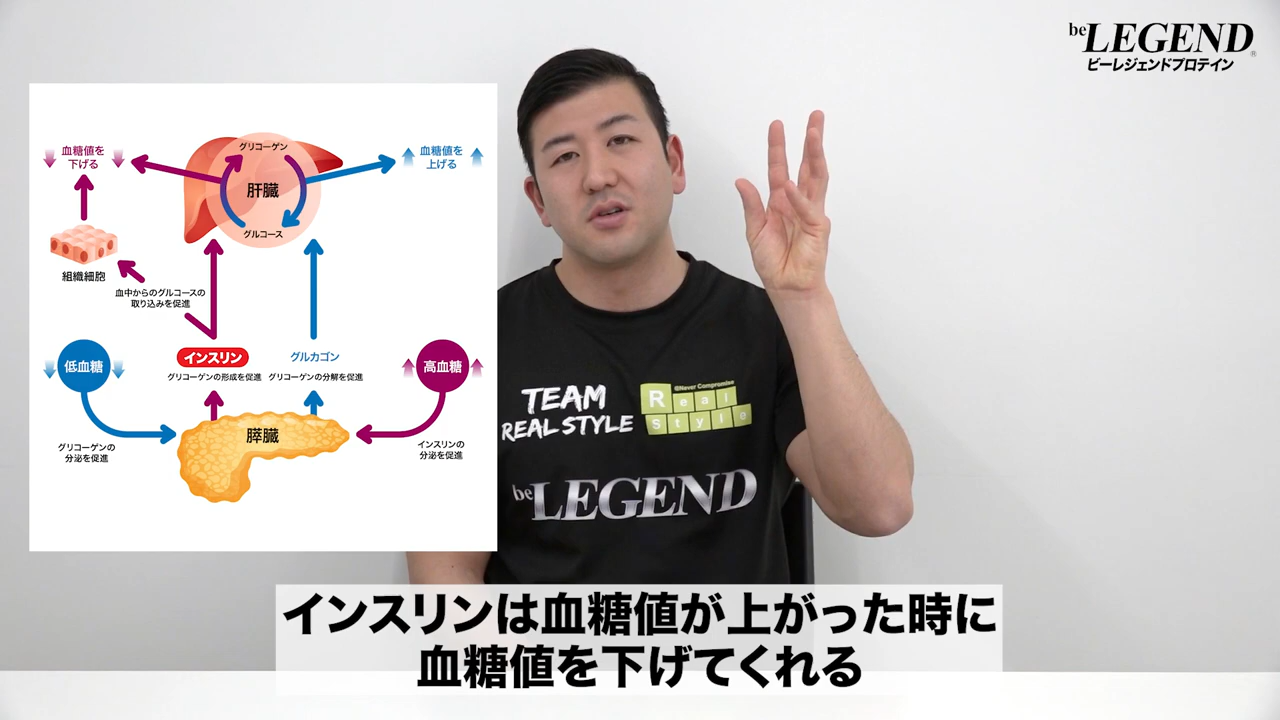 be LEGEND®
ビーレジェンドプロテイン
血糖値を
下げる
グリコーゲン
血糖値を
上げる
肝臓
グルコース
組織細胞
血中からのグルコースの
取り込みを促進
低血糖
インスリン
グリコーゲンの形成を促進
グルカゴン
グリコーゲンの分解を促進
高血糖
グリコーゲンの
分泌を促進
膵臓
インスリンの
分泌を促進
@Never Compromise
Real
Style
TEAM
REAL STYLE
be LEGEND
インスリンは血糖値が上がった時に
血糖値を下げてくれる